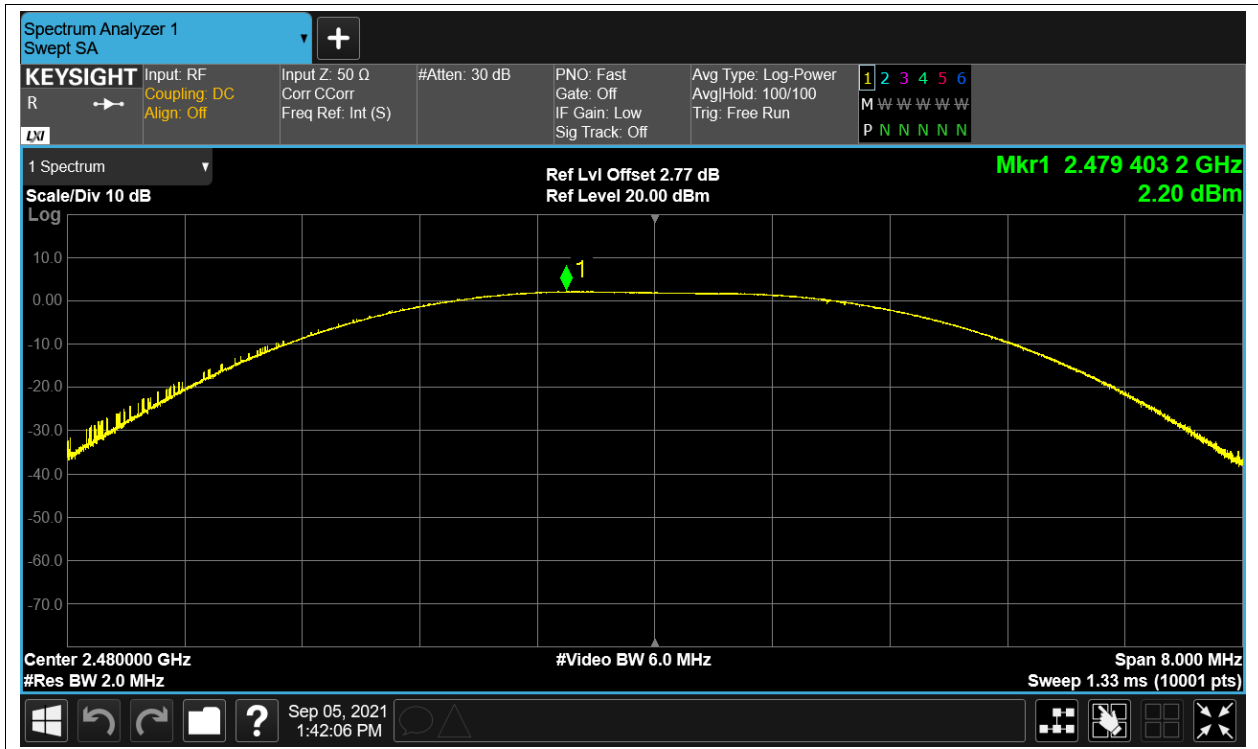 Spectrum Analyzer 1
Swept SA
KEYSIGHT
R
LXI
Input: RF
Coupling: DC
Align: Off
Input Z: 50 Ω
Corr CCorr
Freq Ref: Int (S)
#Atten: 30 dB
PNO: Fast
Gate: Off
IF Gain: Low
Sig Track: Off
Avg Type: Log-Power
Avg|Hold: 100/100
Trig: Free Run
1 2 3 4 5 6
M W W W W W
P N N N N N
1 Spectrum
Scale/Div 10 dB
Ref Lvl Offset 2.77 dB
Ref Level 20.00 dBm
Mkr1 2.479 403 2 GHz
2.20 dBm
Log
10.0
0.00
-10.0
-20.0
-30.0
-40.0
-50.0
-60.0
-70.0
1
Center 2.480000 GHz
#Res BW 2.0 MHz
#Video BW 6.0 MHz
Span 8.000 MHz
Sweep 1.33 ms (10001 pts)
?
Sep 05, 2021
1:42:06 PM